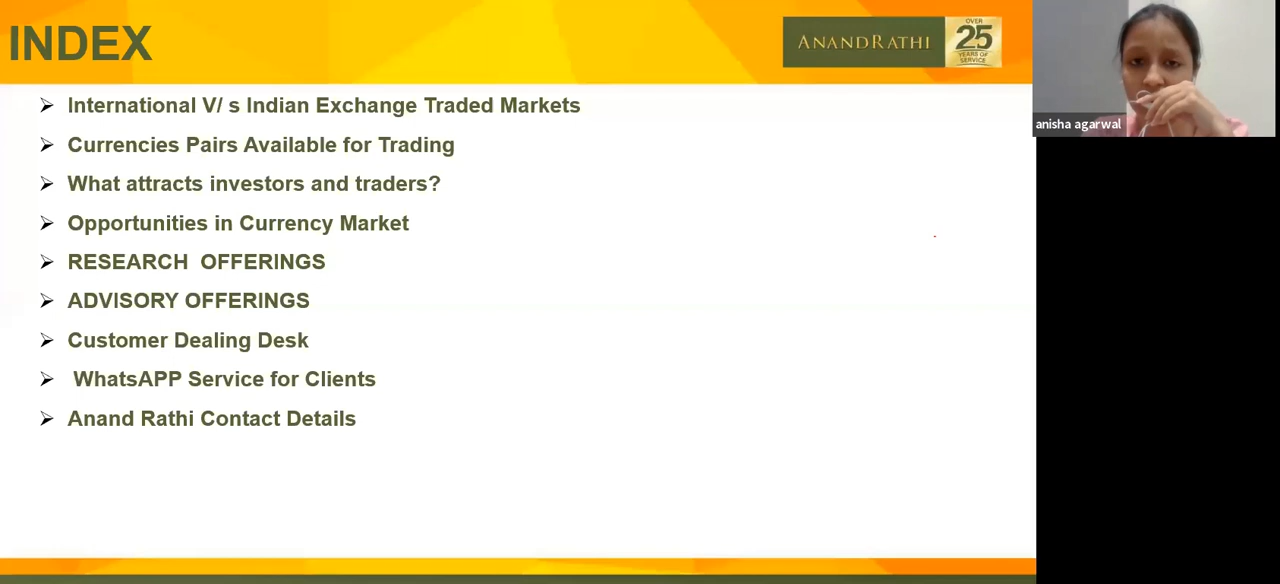 INDEX
ANANDRATHI
OVER
25
YEARS OF
SERVICE
anisha agarwal
International V/ s Indian Exchange Traded Markets
Currencies Pairs Available for Trading
What attracts investors and traders?
Opportunities in Currency Market
RESEARCH  OFFERINGS
ADVISORY OFFERINGS
Customer Dealing Desk
WhatsAPP Service for Clients
Anand Rathi Contact Details